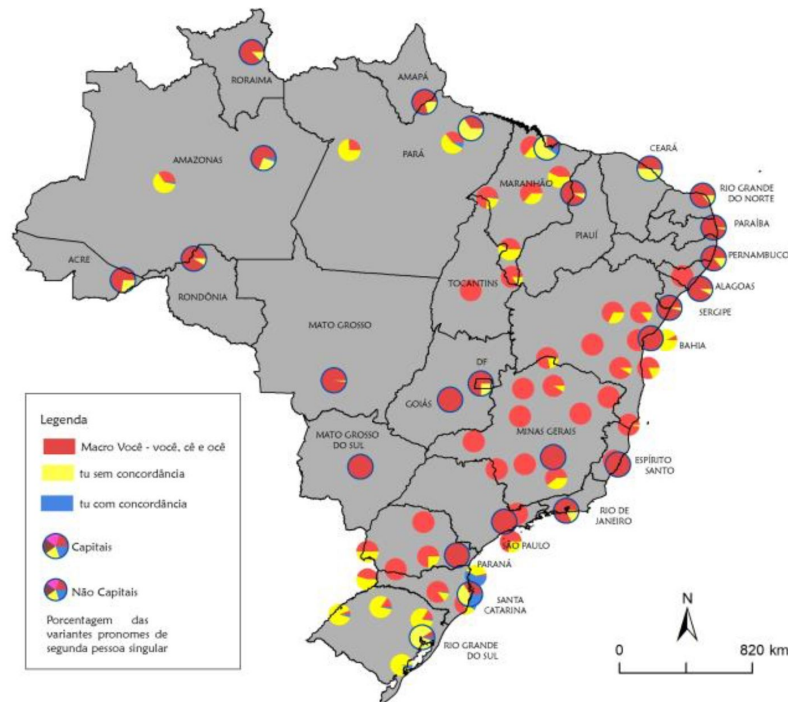 RORAIMA
AMAPÁ
AMAZONAS
PARÁ
CEARÁ
MARANHÃO
RIO GRANDE
DO NORTE
PARAÍBA
PIAUÍ
PERNAMBUCO
ACRE
ALAGOAS
RONDÔNIA
TOCANTINS
SERGIPE
MATO GROSSO
BAHIA
DF
GOIÁS
MATO GROSSO
DO SUL
MINAS GERAIS
ESPÍRITO
SANTO
RIO DE
JANEIRO
SÃO PAULO
PARANÁ
SANTA
CATARINA
RIO GRANDE
DO SUL
Legenda
Macro Você - você, cê e ocê
tu sem concordância
tu com concordância
Capitais
Não Capitais
Porcentagem das
variantes pronomes de
segunda pessoa singular
N
0 820 km